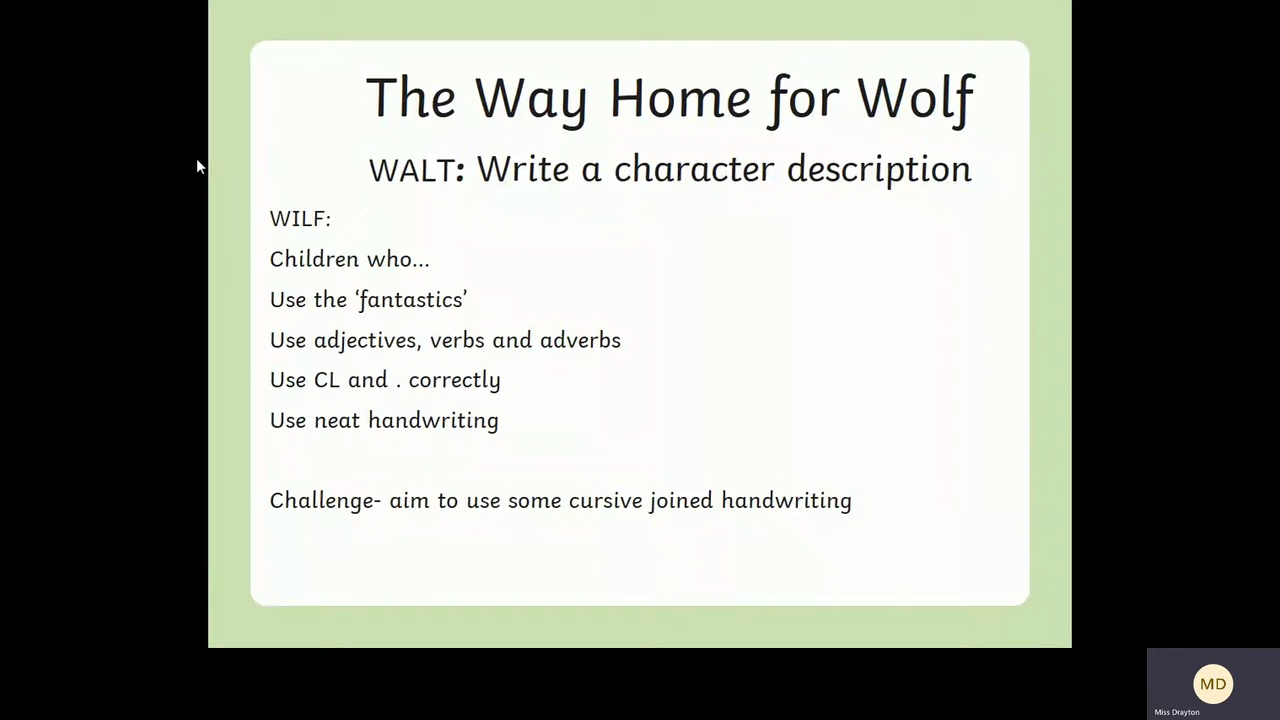 The Way Home for Wolf
WALT: Write a character description
WILF:
Children who...
Use the ‘fantastics’
Use adjectives, verbs and adverbs
Use CL and . correctly
Use neat handwriting
Challenge- aim to use some cursive joined handwriting
MD
Miss Drayton